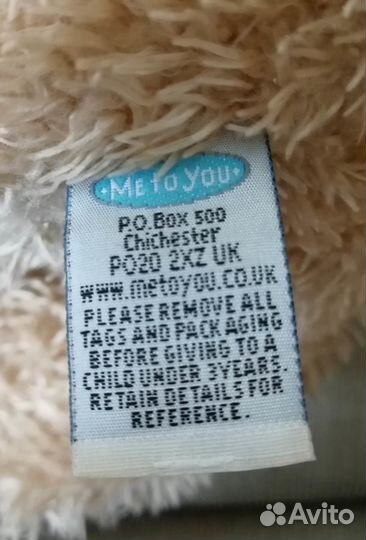 ME TO YOU
P.O.Box 500
Chichester
PO20 2XZ UK
www.metoyou.co.uk
PLEASE REMOVE ALL
TAGS AND PACKAGING
BEFORE GIVING TO A
CHILD UNDER 3YEARS.
RETAIN DETAILS FOR
REFERENCE.
Avito